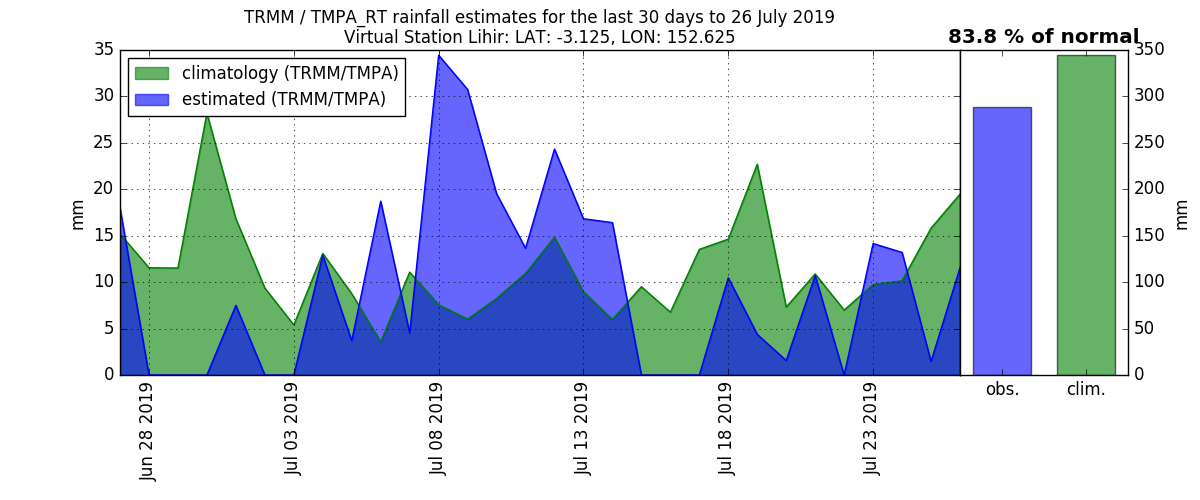 TRMM / TMPA_RT rainfall estimates for the last 30 days to 26 July 2019
Virtual Station Lihir: LAT: -3.125, LON: 152.625
83.8 % of normal
climatology (TRMM/TMPA)
estimated (TRMM/TMPA)
35
30
25
20
15
10
5
0
mm
350
300
250
200
150
100
50
0
mm
Jun 28 2019
Jul 03 2019
Jul 08 2019
Jul 13 2019
Jul 18 2019
Jul 23 2019
obs.
clim.